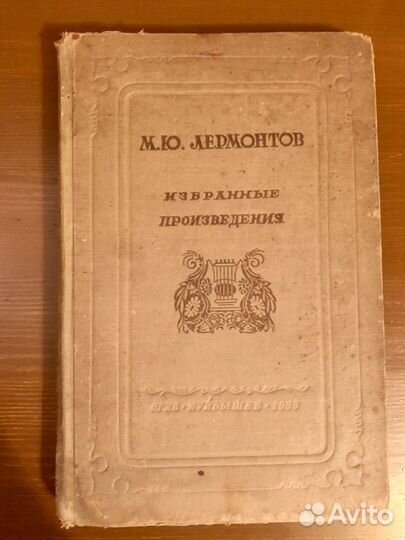 М.Ю. ЛЕРМОНТОВ
ИЗБРАННЫЕ
ПРОИЗВЕДЕНИЯ
ОГИЗ • КУЙБЫШЕВ •
Avito